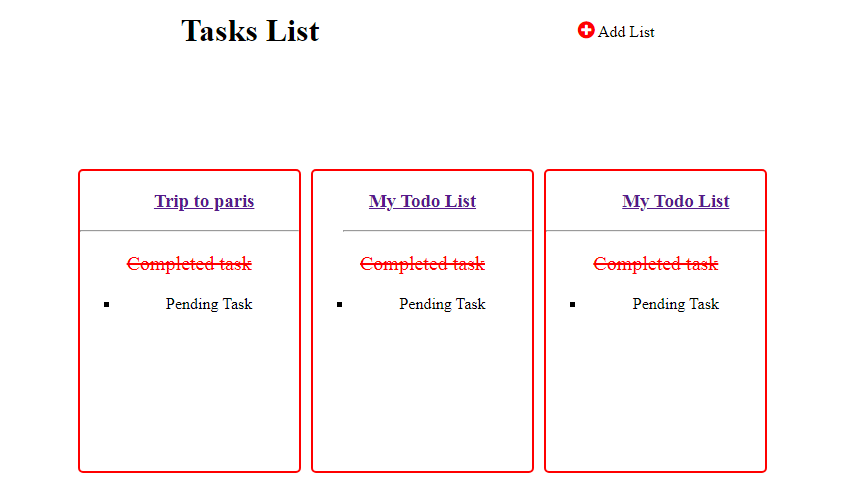 Tasks List
Add List
Trip to paris
My Todo List
My Todo List
Completed task
Completed task
Completed task
Pending Task
Pending Task
Pending Task